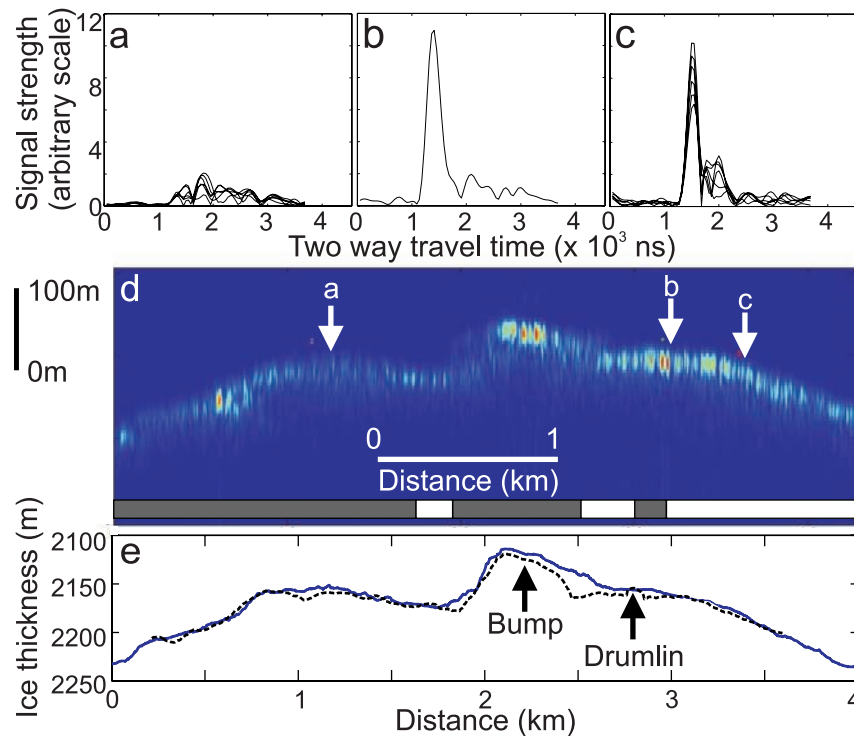 a b c
Signal strength
(arbitrary scale)
12
8
4
0
0 1 2 3 4 0 1 2 3 4 0 1 2 3 4
Two way travel time (x 10³ ns)
100m
0m
d
a
b
c
0 1
Distance (km)
Ice thickness (m)
e
2100
2150
2200
2250
Bump
Drumlin
0 1 2 3 4
Distance (km)